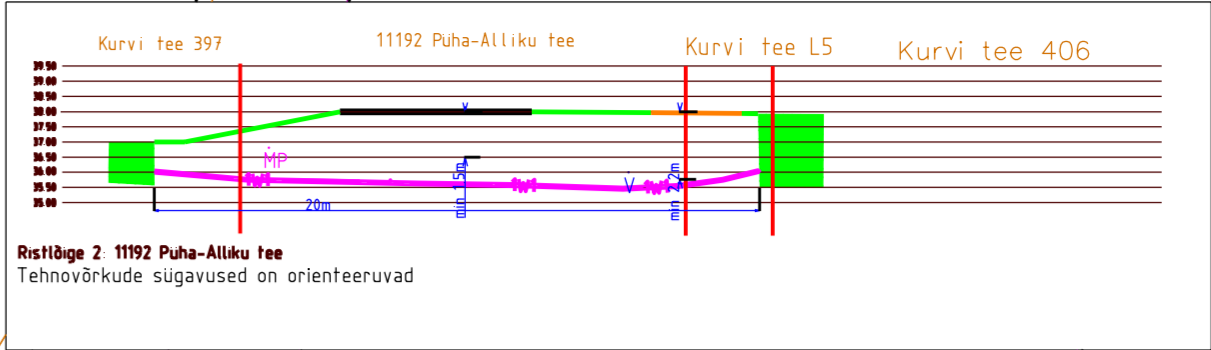 Kurvi tee 397
11192 Püha-Alliku tee
Kurvi tee L5
Kurvi tee 406
39.50
39.00
38.50
38.00
37.50
37.00
36.50
36.00
35.50
35.00
MP
V
min 1.5m
min 2.2m
20m
Ristlõige 2: 11192 Püha-Alliku tee
Tehnovõrkude sügavused on orienteeruvad